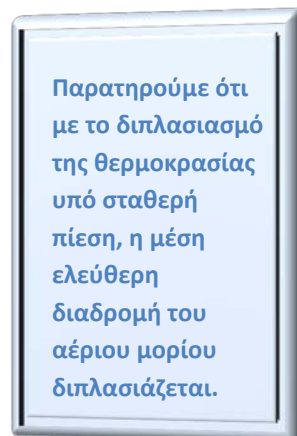 Παρατηρούμε ότι
με το διπλασιασμό
της θερμοκρασίας
υπό σταθερή
πίεση, η μέση
ελεύθερη
διαδρομή του
αέριου μορίου
διπλασιάζεται.